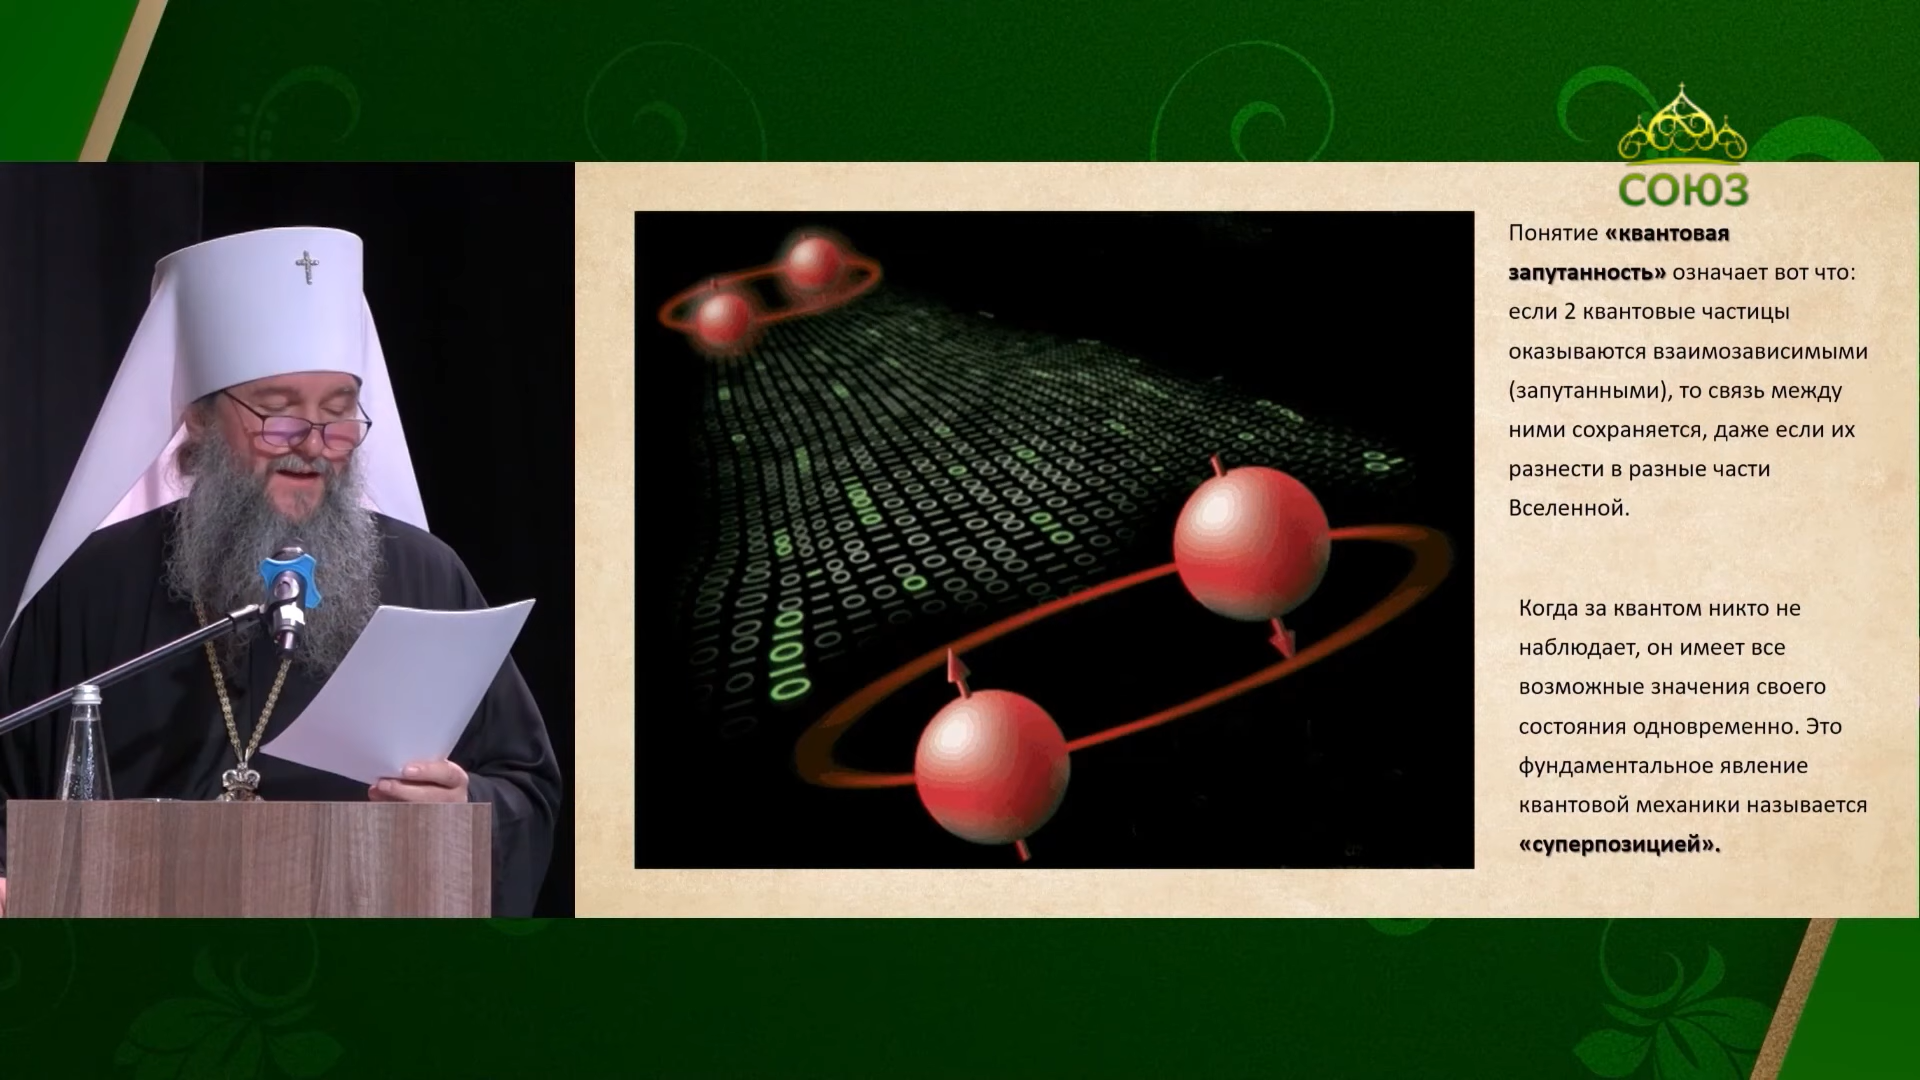 СОЮЗ
Понятие «квантовая
запутанность» означает вот что:
если 2 квантовые частицы
оказываются взаимозависимыми
(запутанными), то связь между
ними сохраняется, даже если их
разнести в разные части
Вселенной.
Когда за квантом никто не
наблюдает, он имеет все
возможные значения своего
состояния одновременно. Это
фундаментальное явление
квантовой механики называется
«суперпозицией».